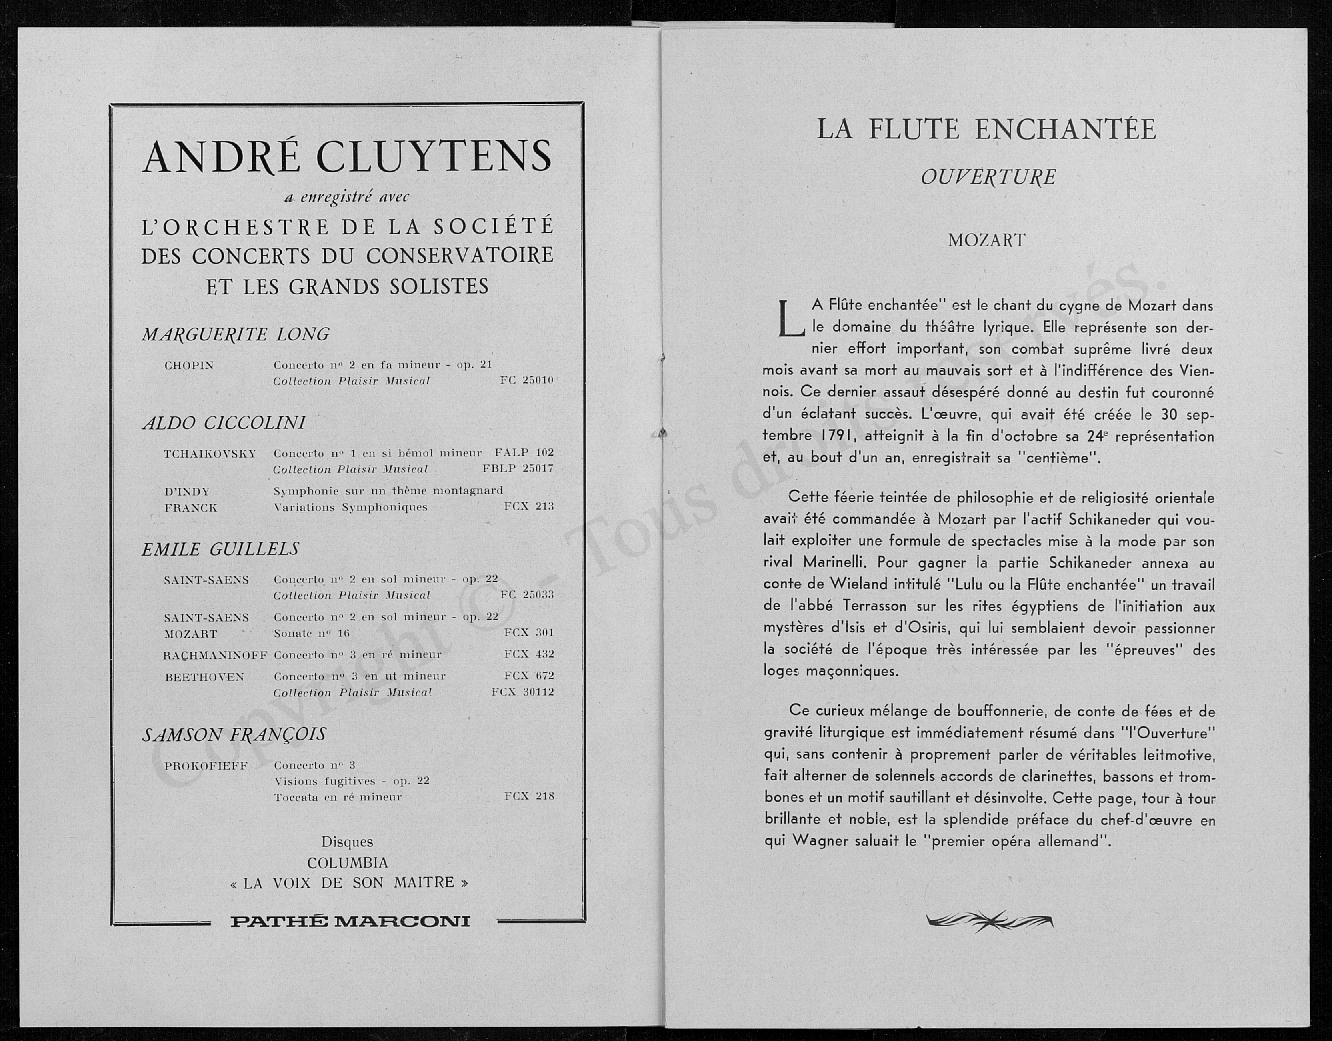 ANDRÉ CLUYTENS
a enregistré avec
L'ORCHESTRE DE LA SOCIÉTÉ
DES CONCERTS DU CONSERVATOIRE
ET LES GRANDS SOLISTES
MARGUERITE LONG
CHOPIN Concerto nº 2 en fa mineur - op. 21
Collection Plaisir Musical FC 25010
ALDO CICCOLINI
TCHAIKOVSKY Concerto nº 1 en si bémol mineur FALP 102
Collection Plaisir Musical FBLP 25017
D'INDY Symphonie sur un thème montagnard
FRANCK Variations Symphoniques FCX 213
EMILE GUILLELS
SAINT-SAENS Concerto nº 2 en sol mineur - op. 22
Collection Plaisir Musical FC 25033
SAINT-SAENS Concerto nº 2 en sol mineur - op. 22
MOZART Sonate nº 16 FCX 301
RACHMANINOFF Concerto nº 3 en ré mineur FCX 432
BEETHOVEN Concerto nº 3 en ut mineur FCX 672
Collection Plaisir Musical FCX 30112
SAMSON FRANÇOIS
PROKOFIEFF Concerto nº 3
Visions fugitives - op. 22
Toccata en ré mineur FCX 218
Disques
COLUMBIA
« LA VOIX DE SON MAITRE »
PATHÉ MARCONI
LA FLUTE ENCHANTÉE
OUVERTURE
MOZART
LA Flûte enchantée" est le chant du cygne de Mozart dans
le domaine du théâtre lyrique. Elle représente son der-
nier effort important, son combat suprême livré deux
mois avant sa mort au mauvais sort et à l'indifférence des Vien-
nois. Ce dernier assaut désespéré donné au destin fut couronné
d'un éclatant succès. L'œuvre, qui avait été créée le 30 sep-
tembre 1791, atteignit à la fin d'octobre sa 24e représentation
et, au bout d'un an, enregistrait sa "centième".
Cette féerie teintée de philosophie et de religiosité orientale
avait été commandée à Mozart par l'actif Schikaneder qui vou-
lait exploiter une formule de spectacles mise à la mode par son
rival Marinelli. Pour gagner la partie Schikaneder annexa au
conte de Wieland intitulé "Lulu ou la Flûte enchantée" un travail
de l'abbé Terrasson sur les rites égyptiens de l'initiation aux
mystères d'Isis et d'Osiris, qui lui semblaient devoir passionner
la société de l'époque très intéressée par les "épreuves" des
loges maçonniques.
Ce curieux mélange de bouffonnerie, de conte de fées et de
gravité liturgique est immédiatement résumé dans "l'Ouverture"
qui, sans contenir à proprement parler de véritables leitmotive,
fait alterner de solennels accords de clarinettes, bassons et trom-
bones et un motif sautillant et désinvolte. Cette page, tour à tour
brillante et noble, est la splendide préface du chef-d'œuvre en
qui Wagner saluait le "premier opéra allemand".
Copyright © - Tous droits réservés.